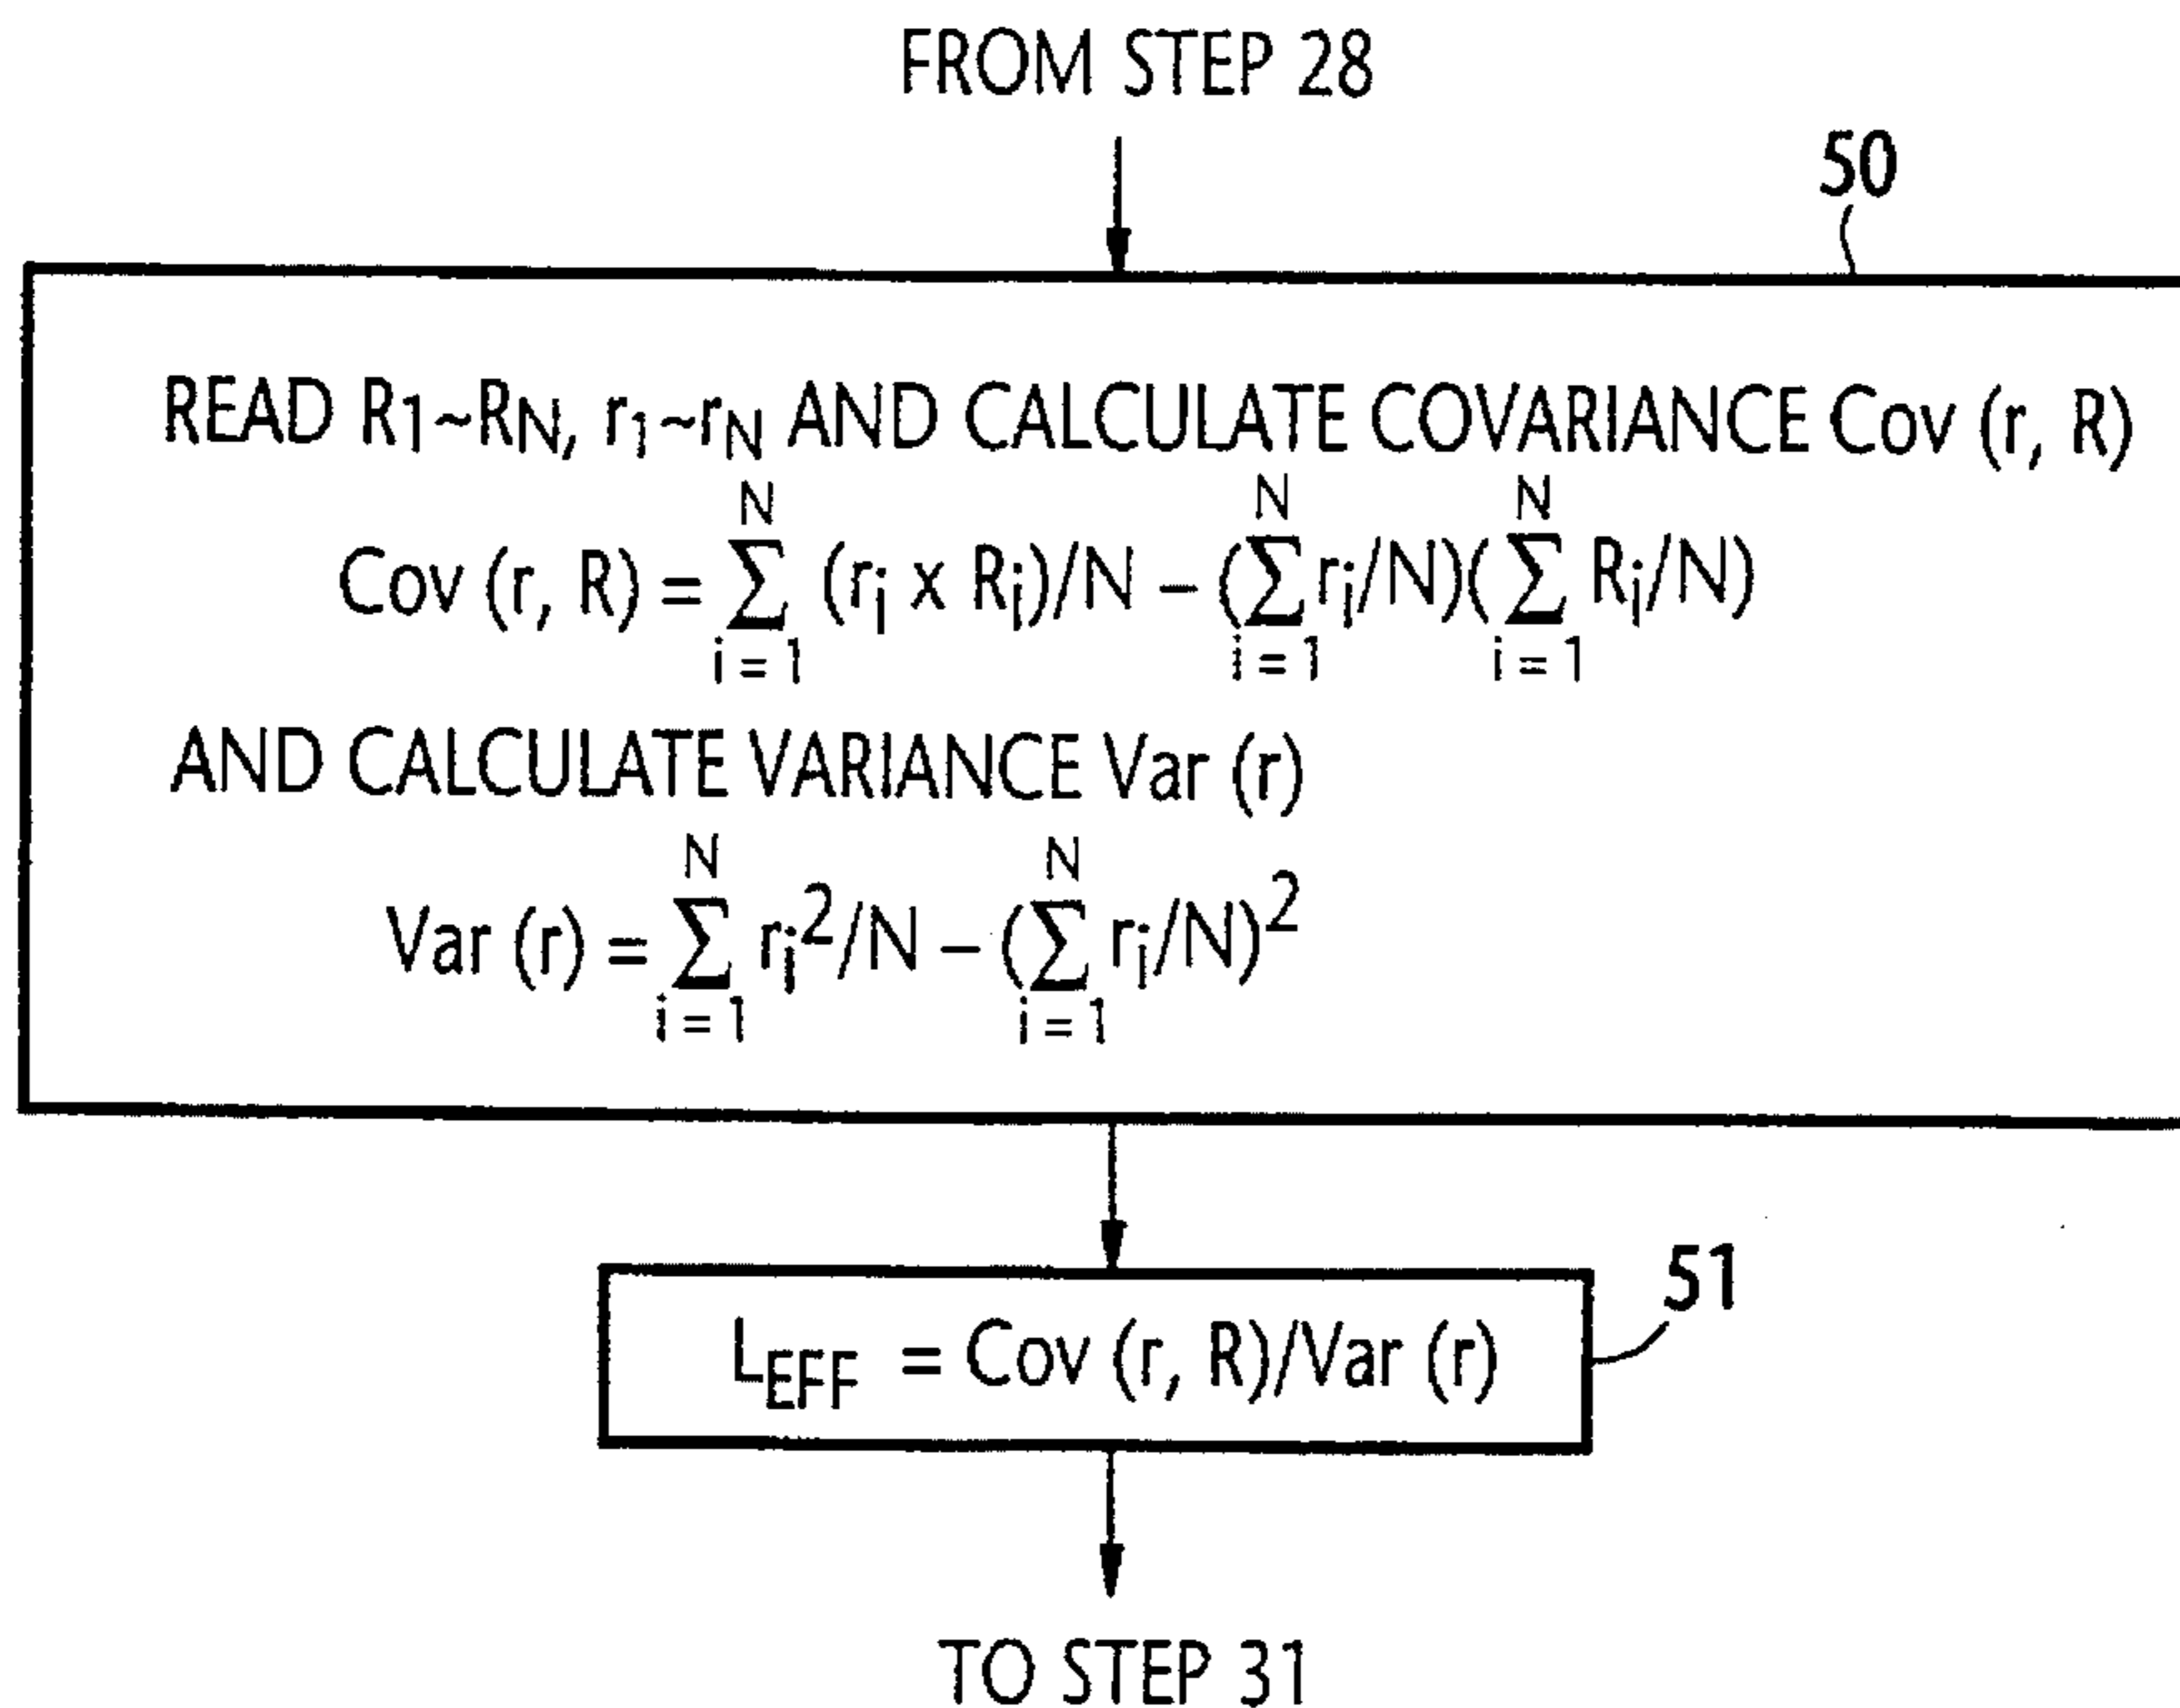 FROM STEP 28
50
READ R1~RN, r1~rN AND CALCULATE COVARIANCE Cov (r, R)
Cov (r, R) = N∑i = 1 (ri x Ri)/N – (N∑i = 1 ri/N)(N∑i = 1 Ri/N)
AND CALCULATE VARIANCE Var (r)
Var (r) = N∑i = 1 ri²/N – (N∑i = 1 ri/N)²
51
LEFF = Cov (r, R)/Var (r)
TO STEP 31